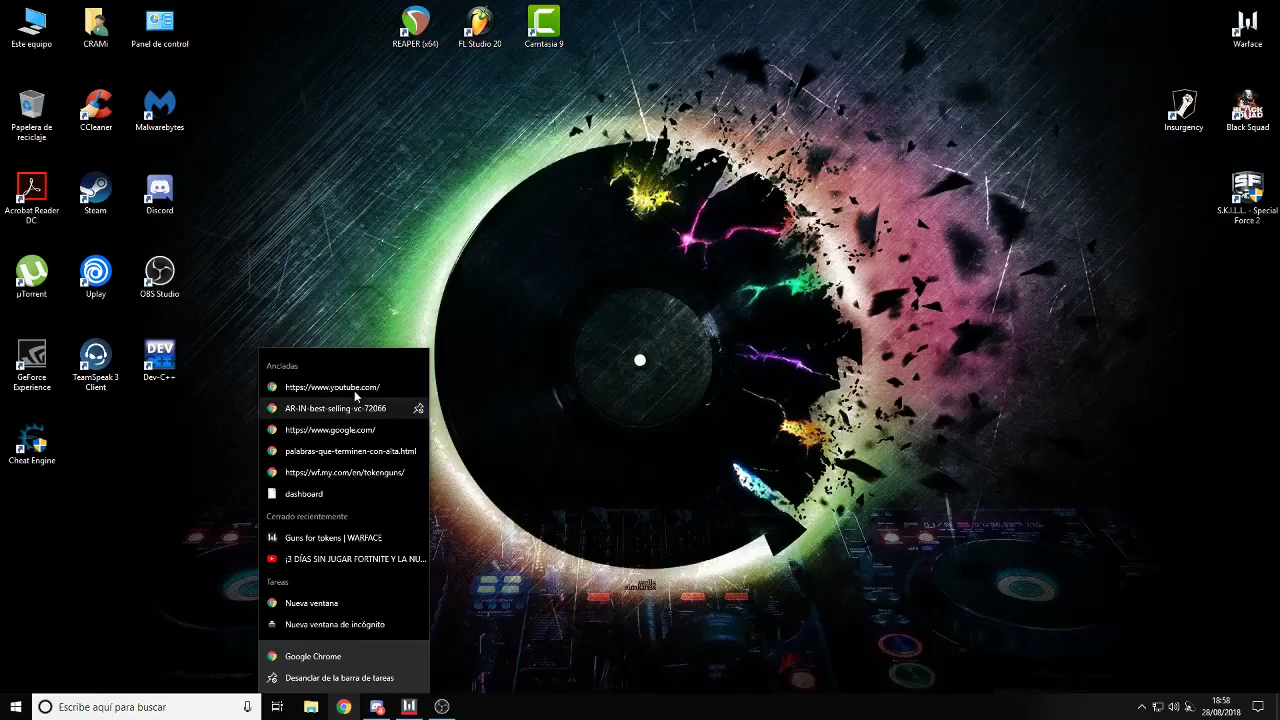 Este equipo
CRAMi
Panel de control
REAPER (x64)
FL Studio 20
Camtasia 9
Warface
Papelera de
reciclaje
CCleaner
Malwarebytes
Insurgency
Black Squad
Acrobat Reader
DC
Steam
Discord
S.K.I.L.L. - Special
Force 2
µTorrent
Uplay
OBS Studio
GeForce
Experience
TeamSpeak 3
Client
DEV
Dev-C++
Cheat Engine
Ancladas
https://www.youtube.com/
AR-IN-best-selling-vc-72066
https://www.google.com/
palabras-que-terminen-con-alta.html
https://wf.my.com/en/tokenguns/
dashboard
Cerrado recientemente
Guns for tokens | WARFACE
¡3 DÍAS SIN JUGAR FORTNITE Y LA NU...
Tareas
Nueva ventana
Nueva ventana de incógnito
Google Chrome
Desanclar de la barra de tareas
Escribe aquí para buscar
18:58
28/08/2018